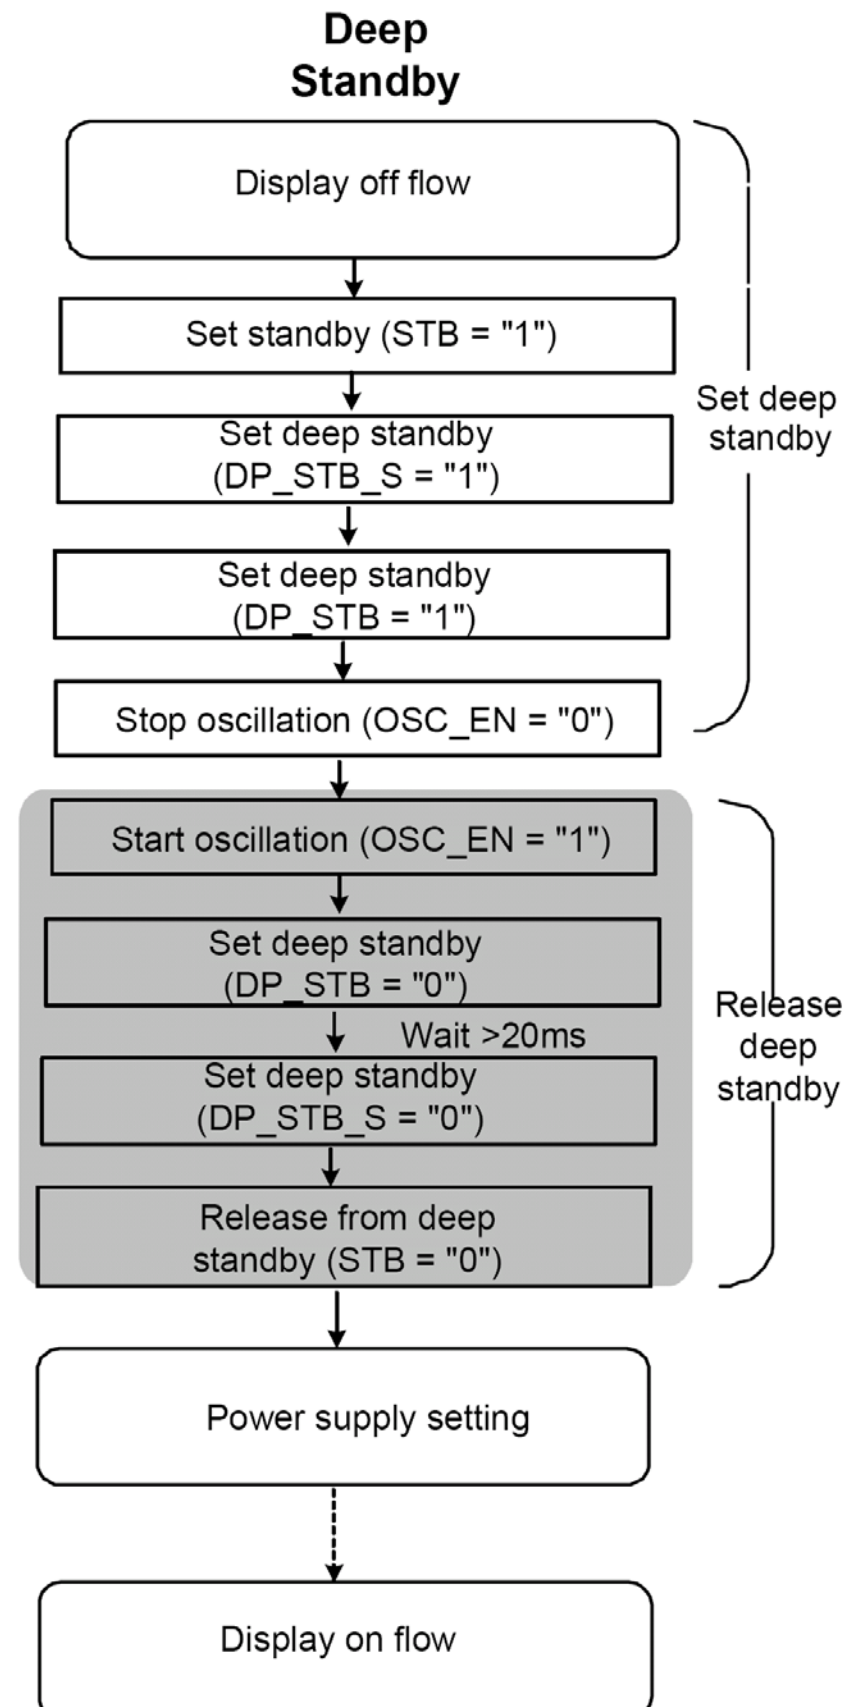 Deep
Standby
Display off flow
Set standby (STB = "1")
Set deep standby
(DP_STB_S = "1")
Set deep standby
(DP_STB = "1")
Stop oscillation (OSC_EN = "0")
Set deep
standby
Start oscillation (OSC_EN = "1")
Set deep standby
(DP_STB = "0")
Wait >20ms
Set deep standby
(DP_STB_S = "0")
Release from deep
standby (STB = "0")
Release
deep
standby
Power supply setting
Display on flow